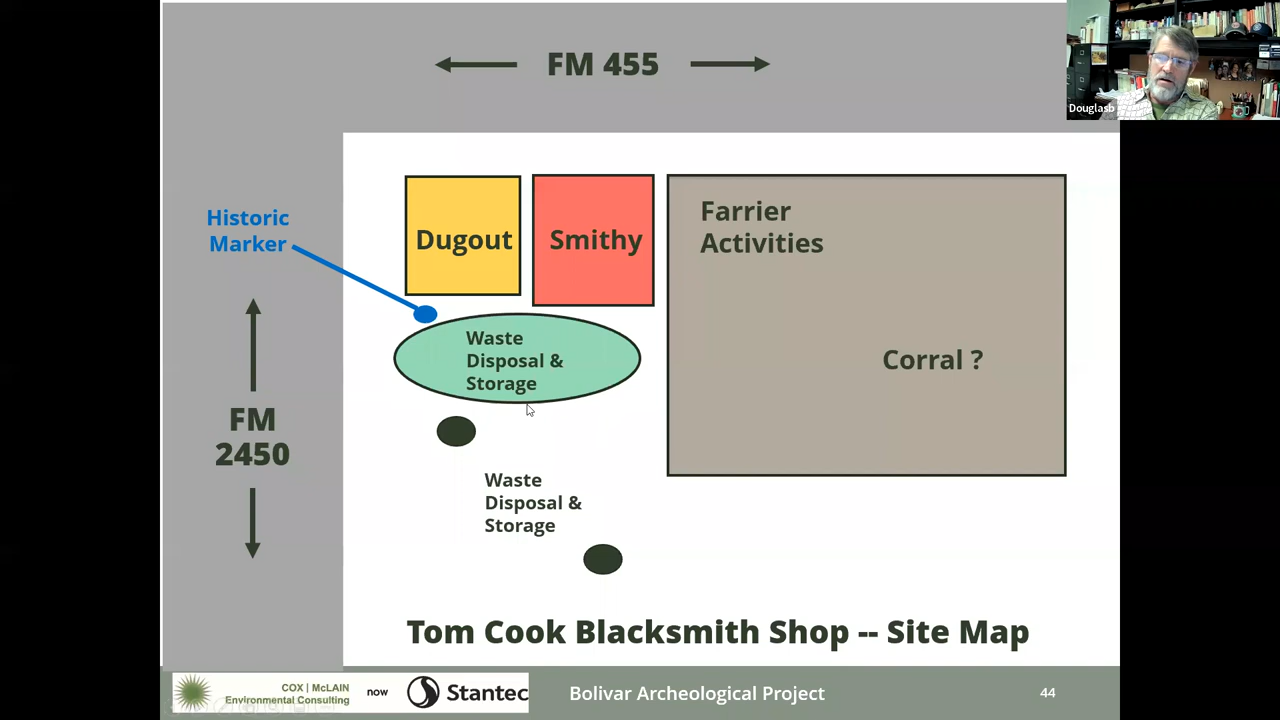 FM 455
Douglasb
Historic
Marker
Dugout
Smithy
Farrier
Activities
Waste
Disposal &
Storage
Corral ?
FM
2450
Waste
Disposal &
Storage
Tom Cook Blacksmith Shop -- Site Map
COX | McLAIN
Environmental Consulting
now
Stantec
Bolivar Archeological Project
44